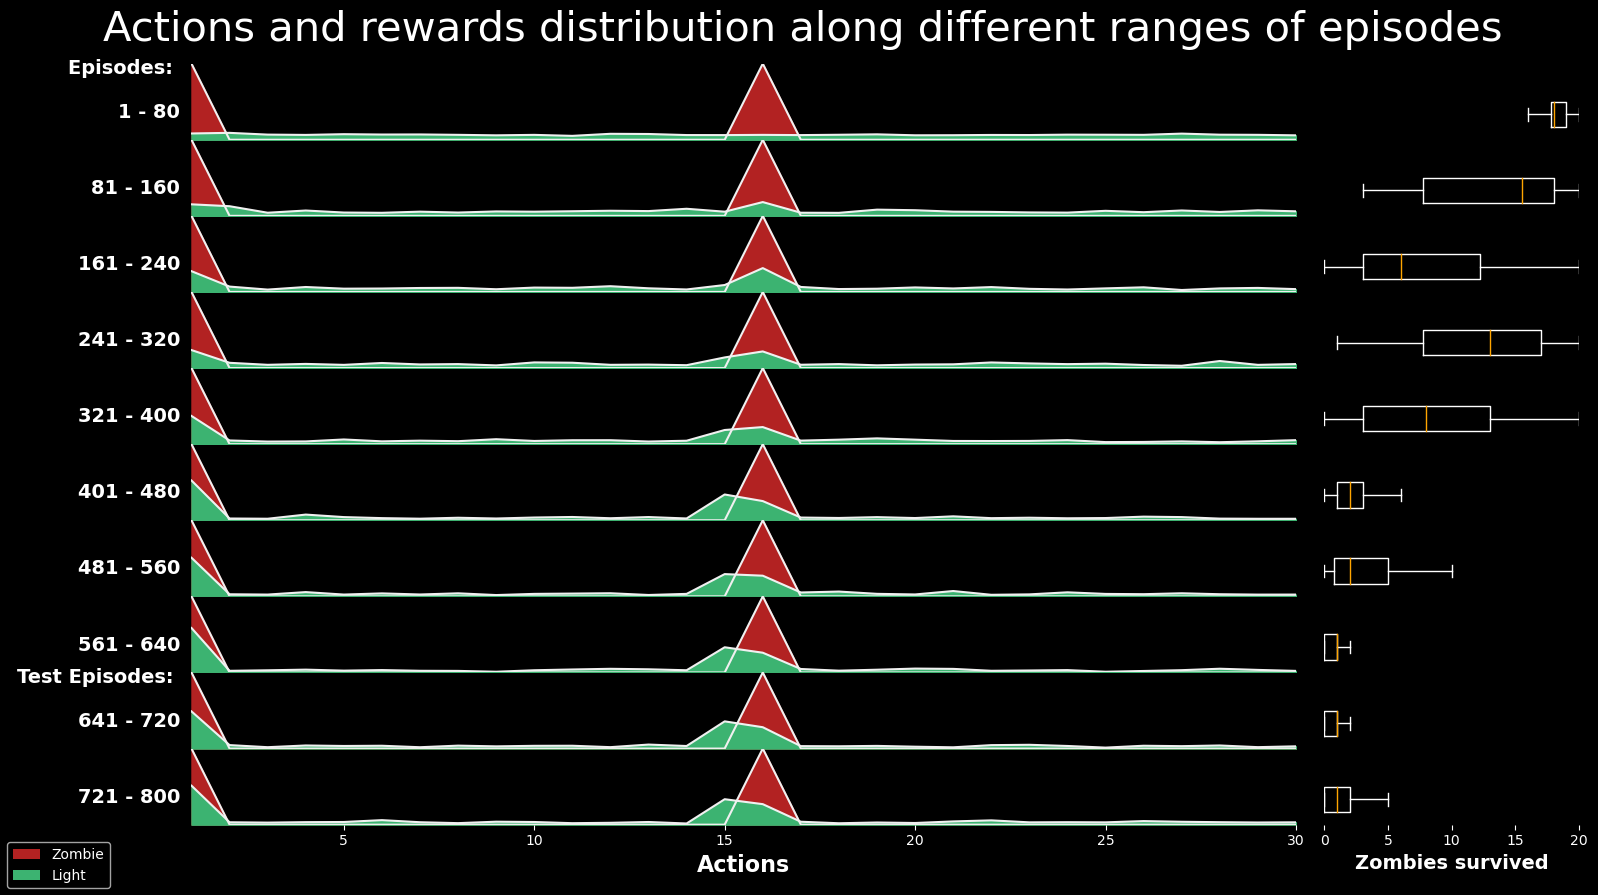 Actions and rewards distribution along different ranges of episodes
Episodes:
1 - 80
81 - 160
161 - 240
241 - 320
321 - 400
401 - 480
481 - 560
561 - 640
Test Episodes:
641 - 720
721 - 800
5 10 15 20 25 30
Actions
0 5 10 15 20
Zombies survived
Zombie
Light